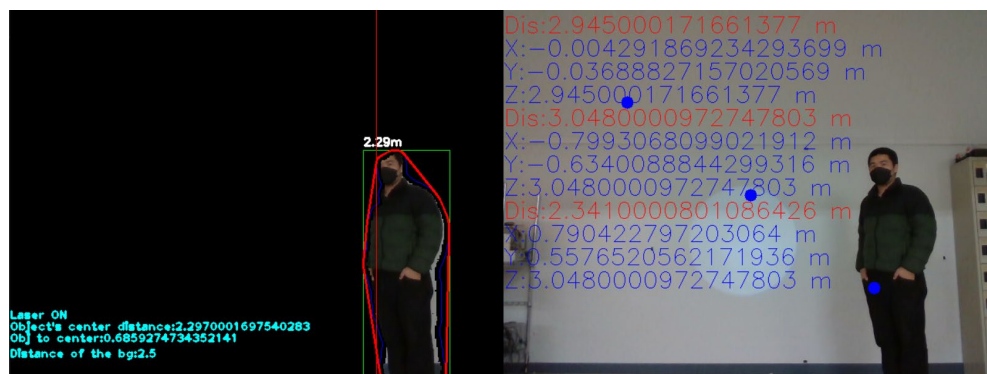 2.29m
Laser ON
Object's center distance:2.2970001697540283
Obj to center:0.6859274734352141
Distance of the bg:2.5
Dis:2.945000171661377 m
X:-0.004291869234293699 m
Y:-0.03688827157020569 m
Z:2.945000171661377 m
Dis:3.0480000972747803 m
X:-0.7993068099021912 m
Y:-0.6340088844299316 m
Z:3.0480000972747803 m
Dis:2.3410000801086426 m
X:0.790422797203064 m
Y:0.5576520562171936 m
Z:3.0480000972747803 m